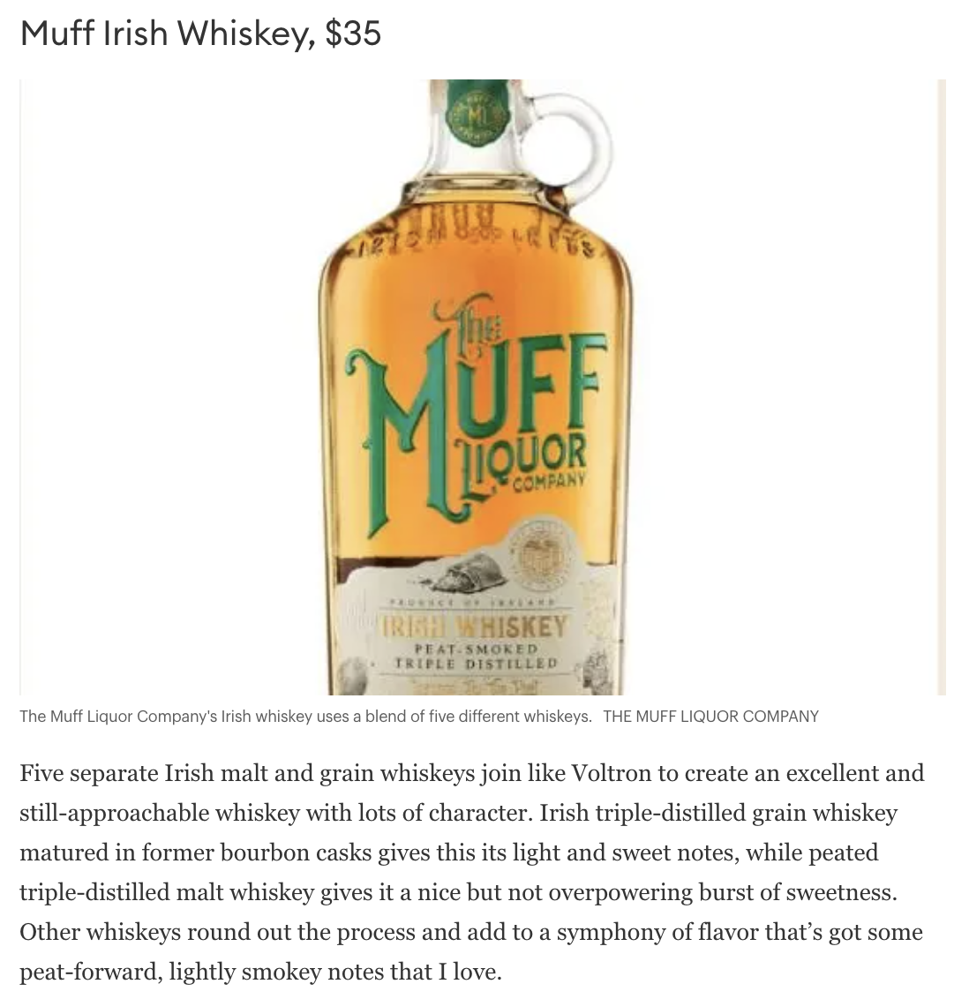 Muff Irish Whiskey, $35
The
MUFF
LIQUOR
COMPANY
PRODUCT OF IRELAND
IRISH WHISKEY
PEAT-SMOKED
TRIPLE DISTILLED
The Muff Liquor Company's Irish whiskey uses a blend of five different whiskeys. THE MUFF LIQUOR COMPANY
Five separate Irish malt and grain whiskeys join like Voltron to create an excellent and
still-approachable whiskey with lots of character. Irish triple-distilled grain whiskey
matured in former bourbon casks gives this its light and sweet notes, while peated
triple-distilled malt whiskey gives it a nice but not overpowering burst of sweetness.
Other whiskeys round out the process and add to a symphony of flavor that’s got some
peat-forward, lightly smokey notes that I love.